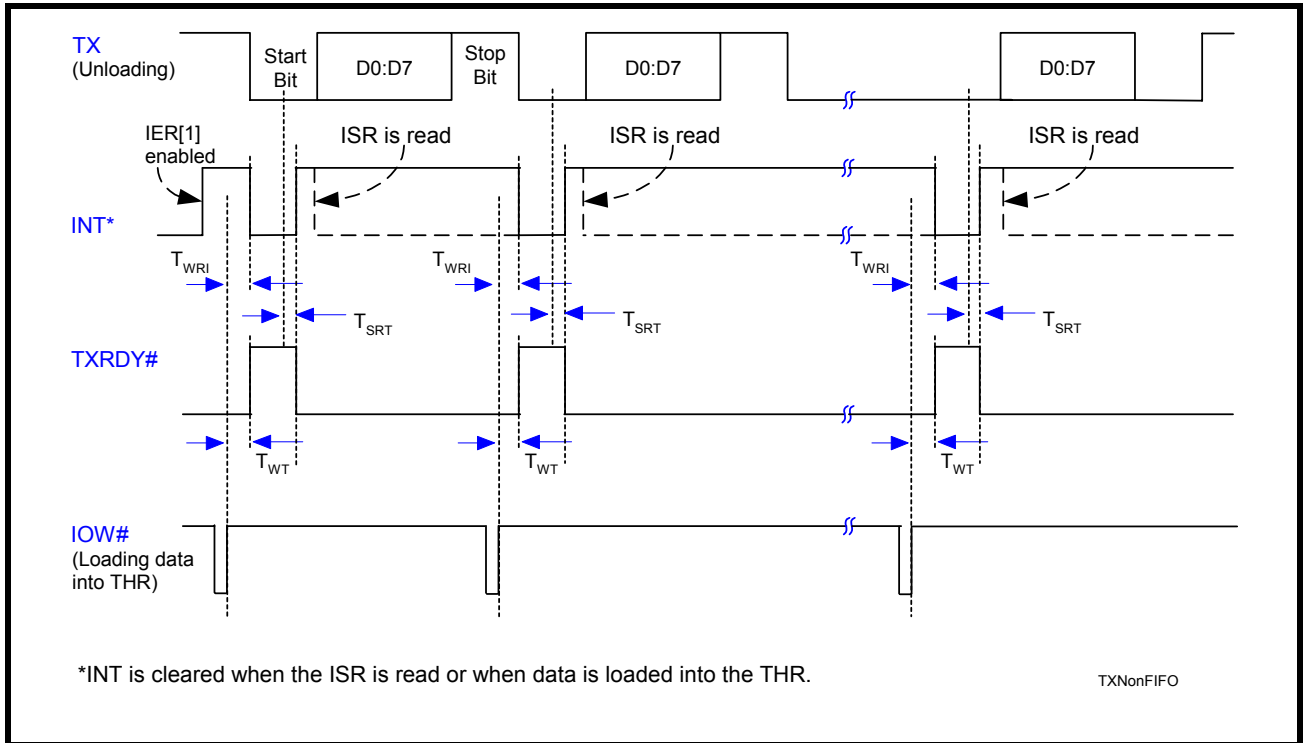 TX
(Unloading)
Start
Bit
D0:D7
Stop
Bit
D0:D7
D0:D7
IER[1]
enabled
ISR is read
ISR is read
ISR is read
INT*
TWRI
TWRI
TWRI
TSRT
TSRT
TSRT
TXRDY#
TWT
TWT
TWT
IOW#
(Loading data
into THR)
*INT is cleared when the ISR is read or when data is loaded into the THR.
TXNonFIFO